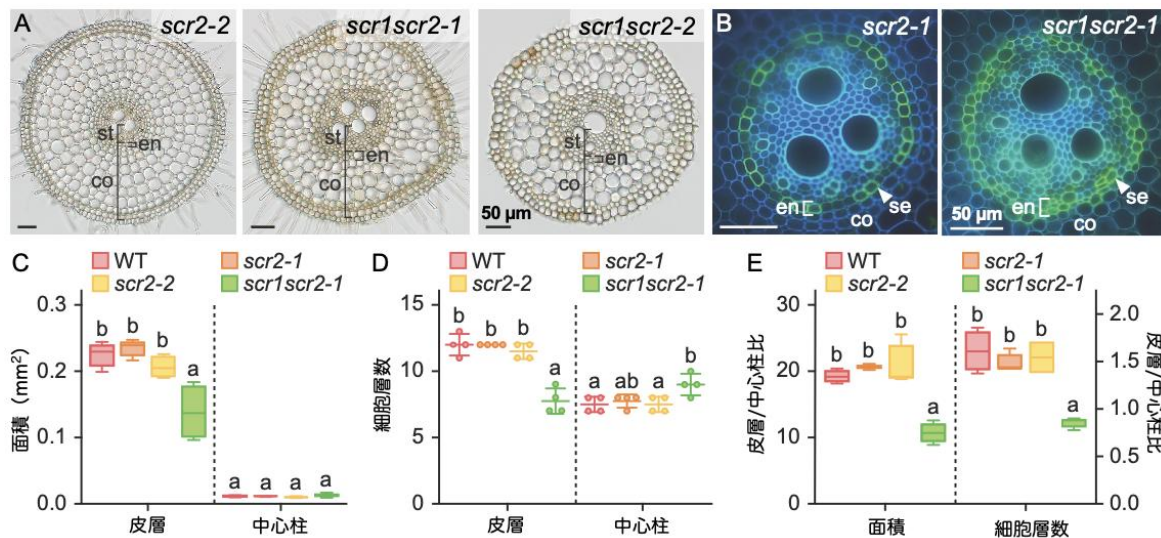 A
scr2-2
scr1scr2-1
scr1scr2-2
st
en
co
st
en
co
st
en
co
50 µm
B
scr2-1
scr1scr2-1
en
co
se
en
co
se
50 µm
C
WT
scr2-1
scr2-2
scr1scr2-1
面積 (mm²)
0.3
0.2
0.1
0.0
b
b
b
a
a
a
a
a
皮層
中心柱
D
WT
scr2-1
scr2-2
scr1scr2-1
細胞層数
15
10
5
0
b
b
b
a
a
ab
a
b
皮層
中心柱
E
WT
scr2-1
scr2-2
scr1scr2-1
皮層/中心柱比
30
20
10
0
b
b
b
a
b
b
b
a
2.0
1.5
1.0
0.5
0.0
皮層/中心柱比
面積
細胞層数